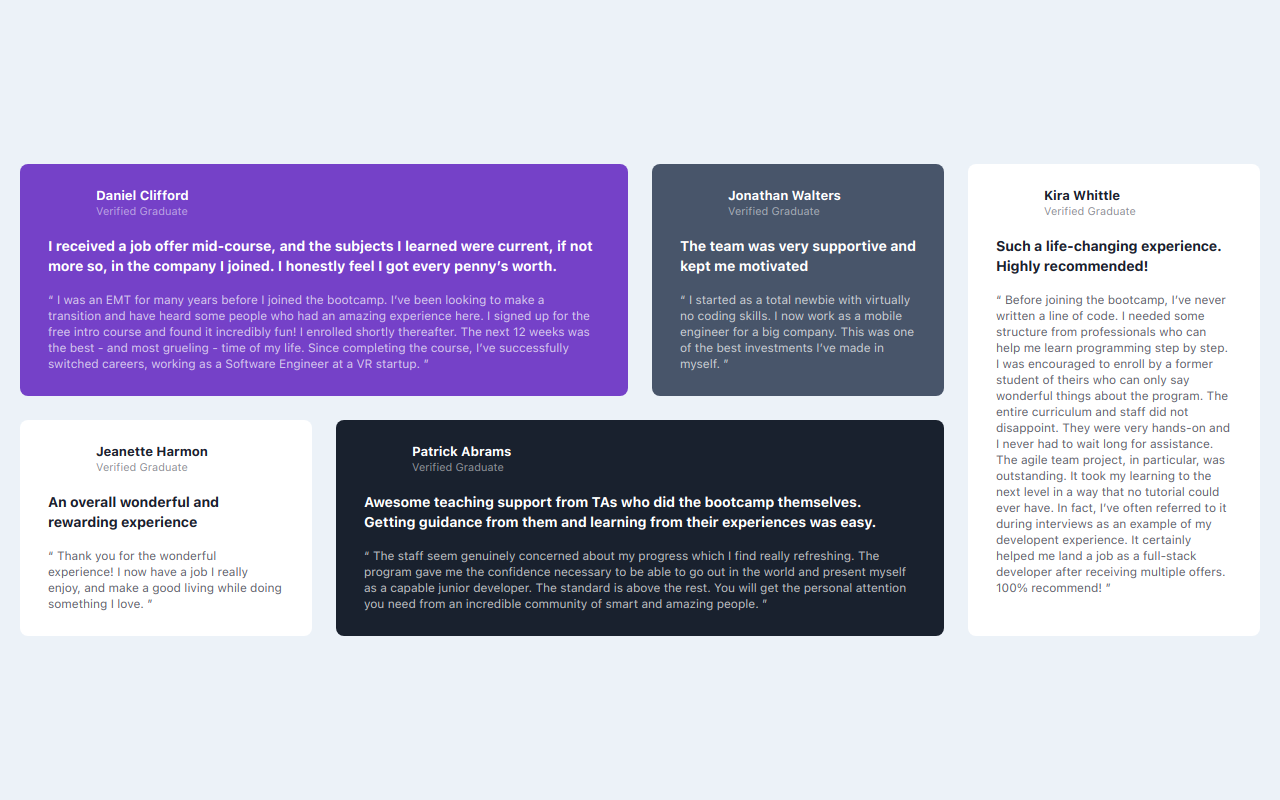 Daniel Clifford
Verified Graduate
I received a job offer mid-course, and the subjects I learned were current, if not
more so, in the company I joined. I honestly feel I got every penny’s worth.
“ I was an EMT for many years before I joined the bootcamp. I’ve been looking to make a
transition and have heard some people who had an amazing experience here. I signed up for the
free intro course and found it incredibly fun! I enrolled shortly thereafter. The next 12 weeks was
the best - and most grueling - time of my life. Since completing the course, I’ve successfully
switched careers, working as a Software Engineer at a VR startup. ”
Jonathan Walters
Verified Graduate
The team was very supportive and
kept me motivated
“ I started as a total newbie with virtually
no coding skills. I now work as a mobile
engineer for a big company. This was one
of the best investments I’ve made in
myself. ”
Kira Whittle
Verified Graduate
Such a life-changing experience.
Highly recommended!
“ Before joining the bootcamp, I’ve never
written a line of code. I needed some
structure from professionals who can
help me learn programming step by step.
I was encouraged to enroll by a former
student of theirs who can only say
wonderful things about the program. The
entire curriculum and staff did not
disappoint. They were very hands-on and
I never had to wait long for assistance.
The agile team project, in particular, was
outstanding. It took my learning to the
next level in a way that no tutorial could
ever have. In fact, I’ve often referred to it
during interviews as an example of my
developent experience. It certainly
helped me land a job as a full-stack
developer after receiving multiple offers.
100% recommend! ”
Jeanette Harmon
Verified Graduate
An overall wonderful and
rewarding experience
“ Thank you for the wonderful
experience! I now have a job I really
enjoy, and make a good living while doing
something I love. ”
Patrick Abrams
Verified Graduate
Awesome teaching support from TAs who did the bootcamp themselves.
Getting guidance from them and learning from their experiences was easy.
“ The staff seem genuinely concerned about my progress which I find really refreshing. The
program gave me the confidence necessary to be able to go out in the world and present myself
as a capable junior developer. The standard is above the rest. You will get the personal attention
you need from an incredible community of smart and amazing people. ”